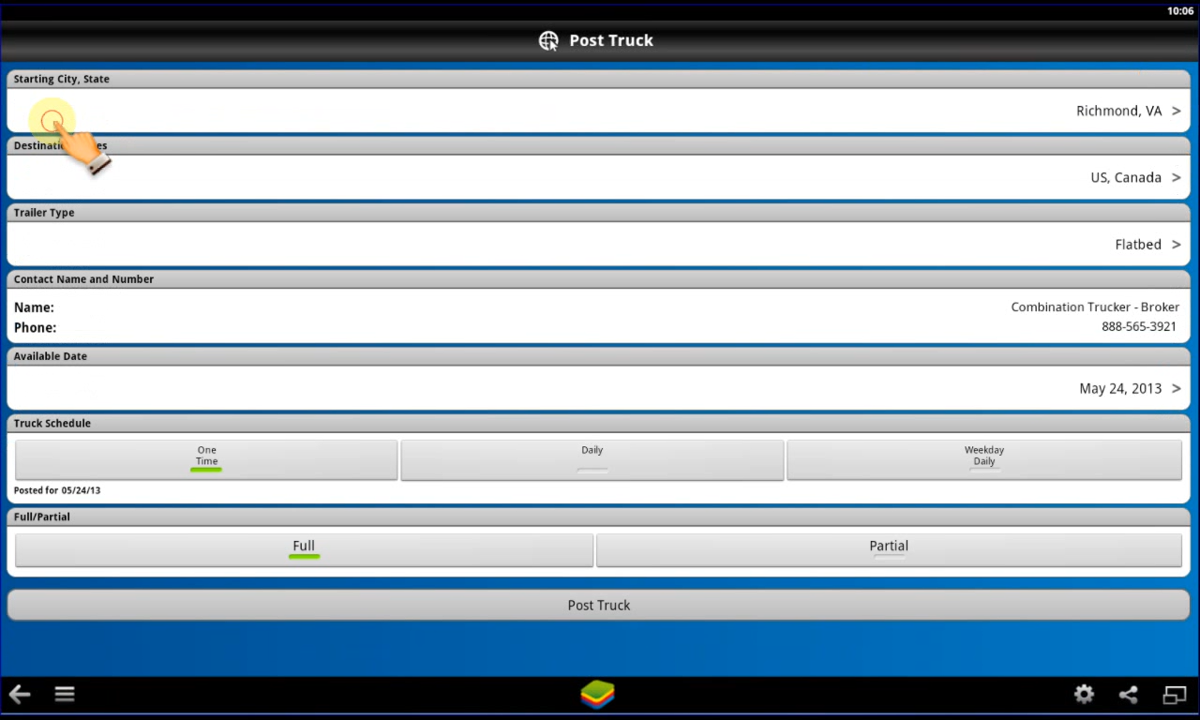 10:06
Post Truck
Starting City, State
Richmond, VA >
US, Canada >
Trailer Type
Flatbed >
Contact Name and Number
Name: Combination Trucker - Broker
Phone: 888-565-3921
Available Date
May 24, 2013 >
Truck Schedule
One
Time
Daily
Weekday
Daily
Posted for 05/24/13
Full/Partial
Full
Partial
Post Truck